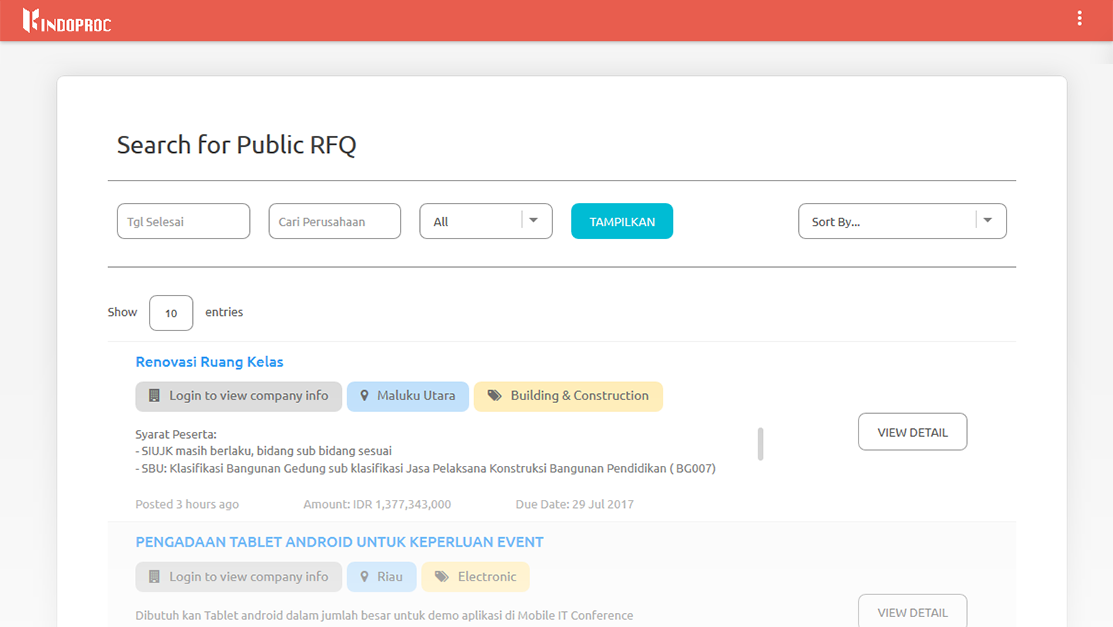 INDOPROC
Search for Public RFQ
Tgl Selesai
Cari Perusahaan
All
TAMPILKAN
Sort By...
Show 10 entries
Renovasi Ruang Kelas
Login to view company info
Maluku Utara
Building & Construction
Syarat Peserta:
- SIUJK masih berlaku, bidang sub bidang sesuai
- SBU: Klasifikasi Bangunan Gedung sub klasifikasi Jasa Pelaksana Konstruksi Bangunan Pendidikan ( BG007)
VIEW DETAIL
Posted 3 hours ago
Amount: IDR 1,377,343,000
Due Date: 29 Jul 2017
PENGADAAN TABLET ANDROID UNTUK KEPERLUAN EVENT
Login to view company info
Riau
Electronic
Dibutuh kan Tablet android dalam jumlah besar untuk demo aplikasi di Mobile IT Conference
VIEW DETAIL